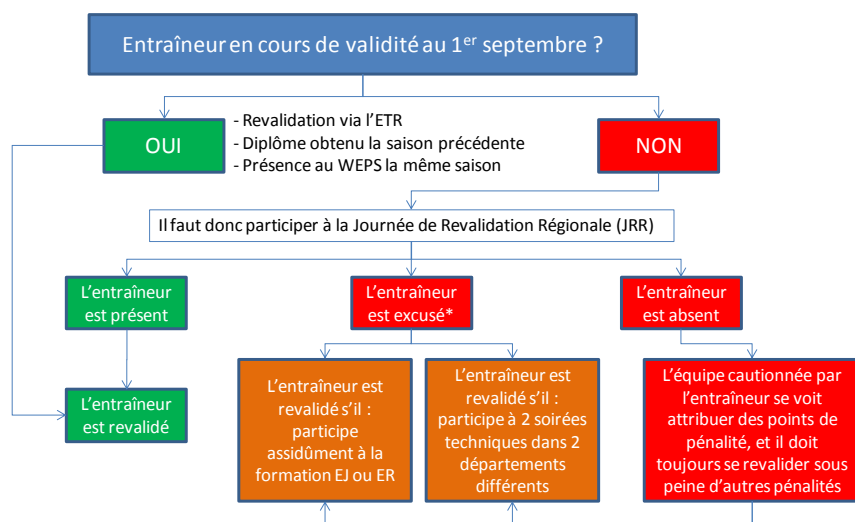 Entraîneur en cours de validité au 1er septembre ?
OUI
- Revalidation via l'ETR
- Diplôme obtenu la saison précédente
- Présence au WEPS la même saison
NON
Il faut donc participer à la Journée de Revalidation Régionale (JRR)
L'entraîneur
est présent
L'entraîneur
est excusé*
L'entraîneur
est absent
L'entraîneur
est revalidé
L'entraîneur est
revalidé s'il :
participe
assidûment à la
formation EJ ou ER
L'entraîneur est
revalidé s'il :
participe à 2 soirées
techniques dans 2
départements
différents
L'équipe cautionnée par
l'entraîneur se voit
attribuer des points de
pénalité, et il doit
toujours se revalider sous
peine d'autres pénalités